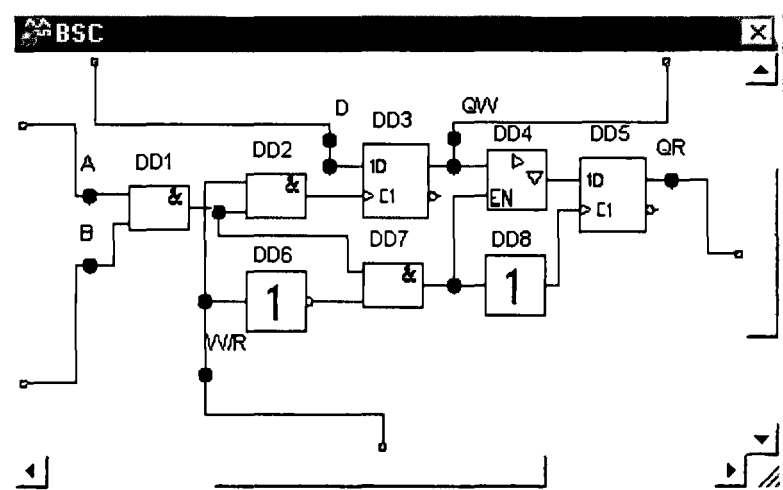 BSC
D
QW
DD3
DD4
DD5
QR
A
DD1
DD2
&
&
1D
C1
EN
1D
C1
B
DD6
DD7
DD8
&
1
1
W/R